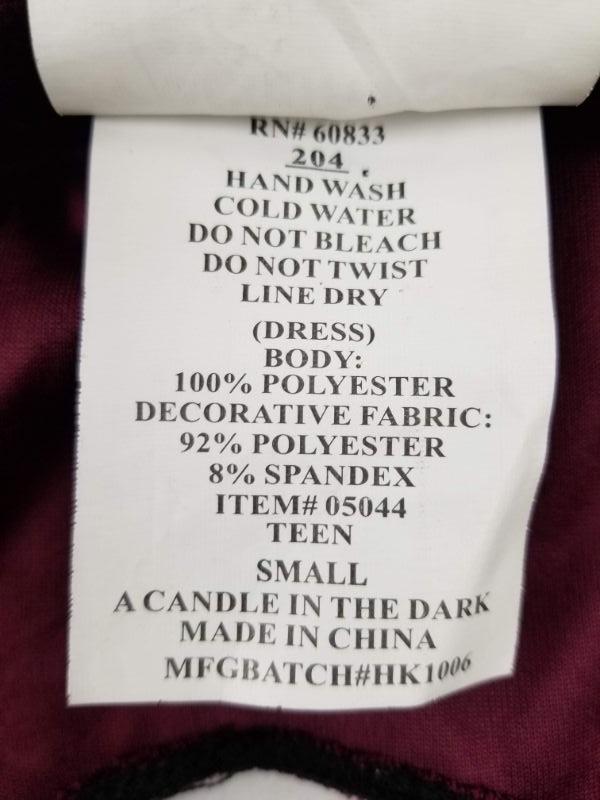 RN# 60833
204
HAND WASH
COLD WATER
DO NOT BLEACH
DO NOT TWIST
LINE DRY
(DRESS)
BODY:
100% POLYESTER
DECORATIVE FABRIC:
92% POLYESTER
8% SPANDEX
ITEM# 05044
TEEN
SMALL
A CANDLE IN THE DARK
MADE IN CHINA
MFGBATCH#HK1006